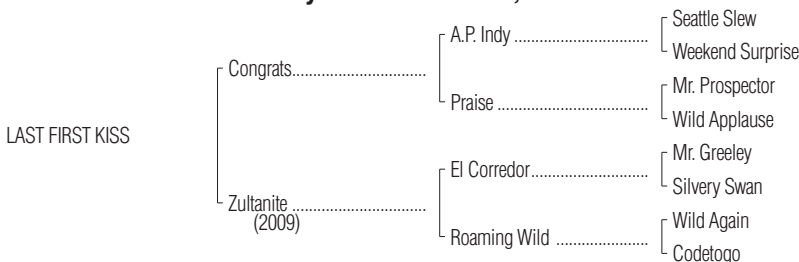 Seattle Slew
A.P. Indy ..................................
Weekend Surprise
Congrats..................................
Mr. Prospector
Praise ......................................
Wild Applause
LAST FIRST KISS
Mr. Greeley
El Corredor..............................
Silvery Swan
Zultanite ..................................
(2009)
Wild Again
Roaming Wild .......................
Codetogo